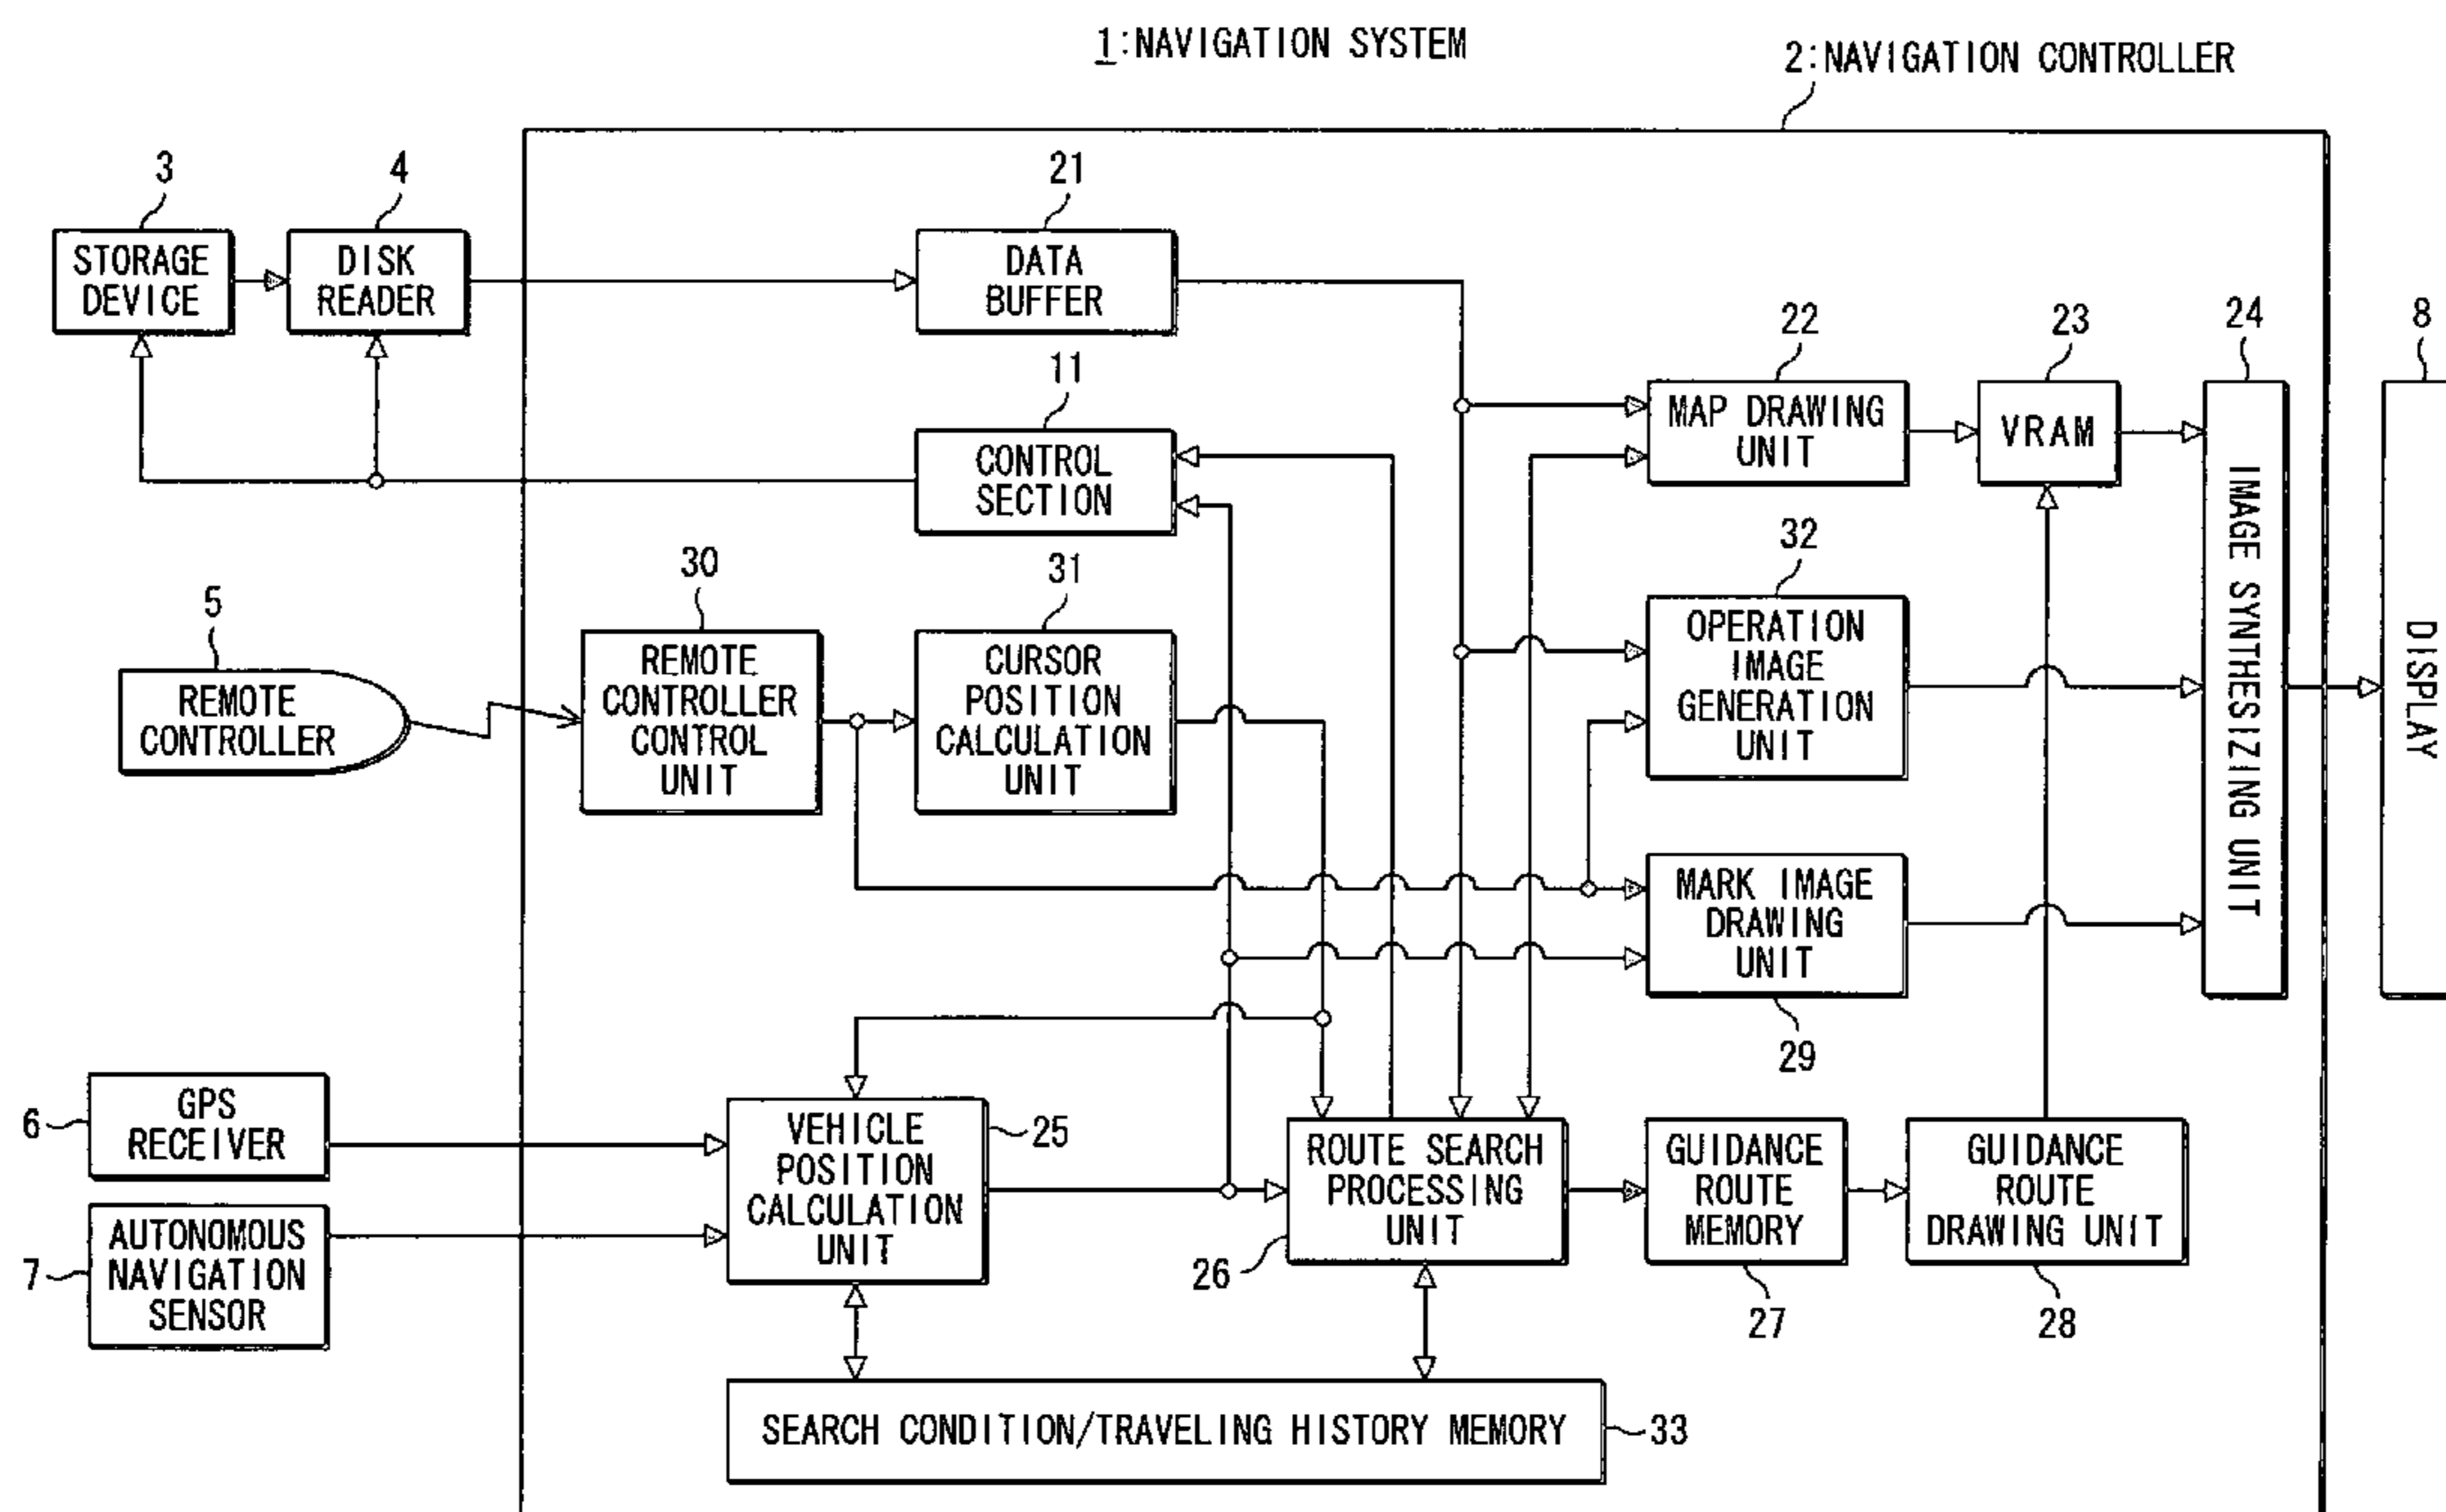 1:NAVIGATION SYSTEM
2:NAVIGATION CONTROLLER
3
4
21
STORAGE
DEVICE
DISK
READER
DATA
BUFFER
22
23
24
8
11
CONTROL
SECTION
MAP DRAWING
UNIT
VRAM
IMAGE SYNTHESIZING UNIT
DISPLAY
5
30
31
32
REMOTE
CONTROLLER
REMOTE
CONTROLLER
CONTROL
UNIT
CURSOR
POSITION
CALCULATION
UNIT
OPERATION
IMAGE
GENERATION
UNIT
MARK IMAGE
DRAWING
UNIT
29
6
GPS
RECEIVER
7
AUTONOMOUS
NAVIGATION
SENSOR
VEHICLE
POSITION
CALCULATION
UNIT
25
ROUTE SEARCH
PROCESSING
UNIT
26
GUIDANCE
ROUTE
MEMORY
27
GUIDANCE
ROUTE
DRAWING UNIT
28
SEARCH CONDITION/TRAVELING HISTORY MEMORY
33